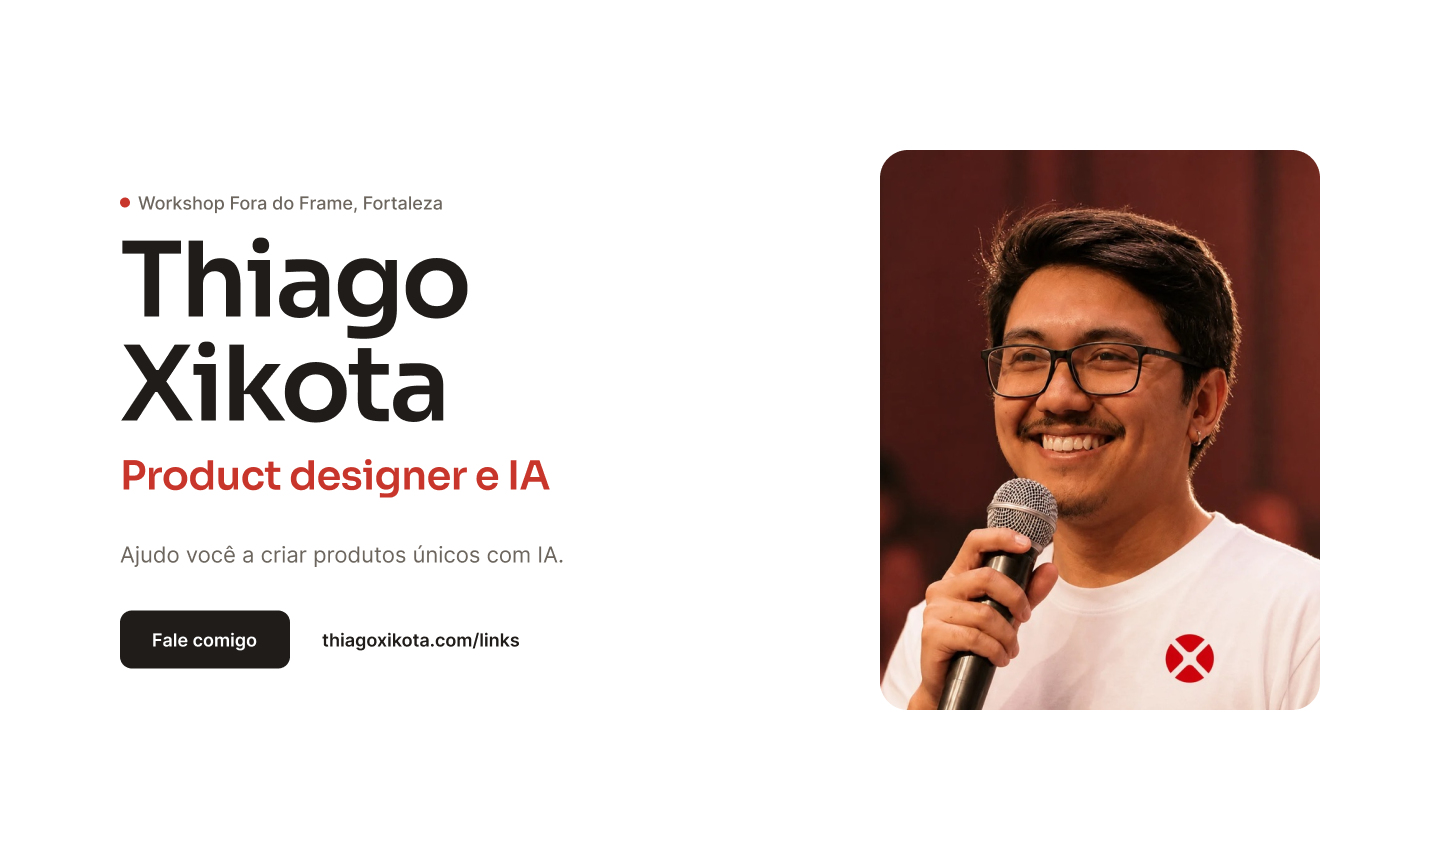 Workshop Fora do Frame, Fortaleza
Thiago
Xikota
Product designer e IA
Ajudo você a criar produtos únicos com IA.
Fale comigo
thiagoxikota.com/links